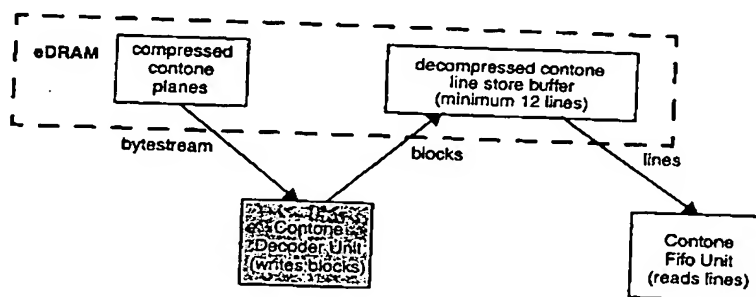 eDRAM
compressed
contone
planes
decompressed contone
line store buffer
(minimum 12 lines)
bytestream
blocks
lines
Contone
Decoder Unit
(writes blocks)
Contone
Fifo Unit
(reads lines)